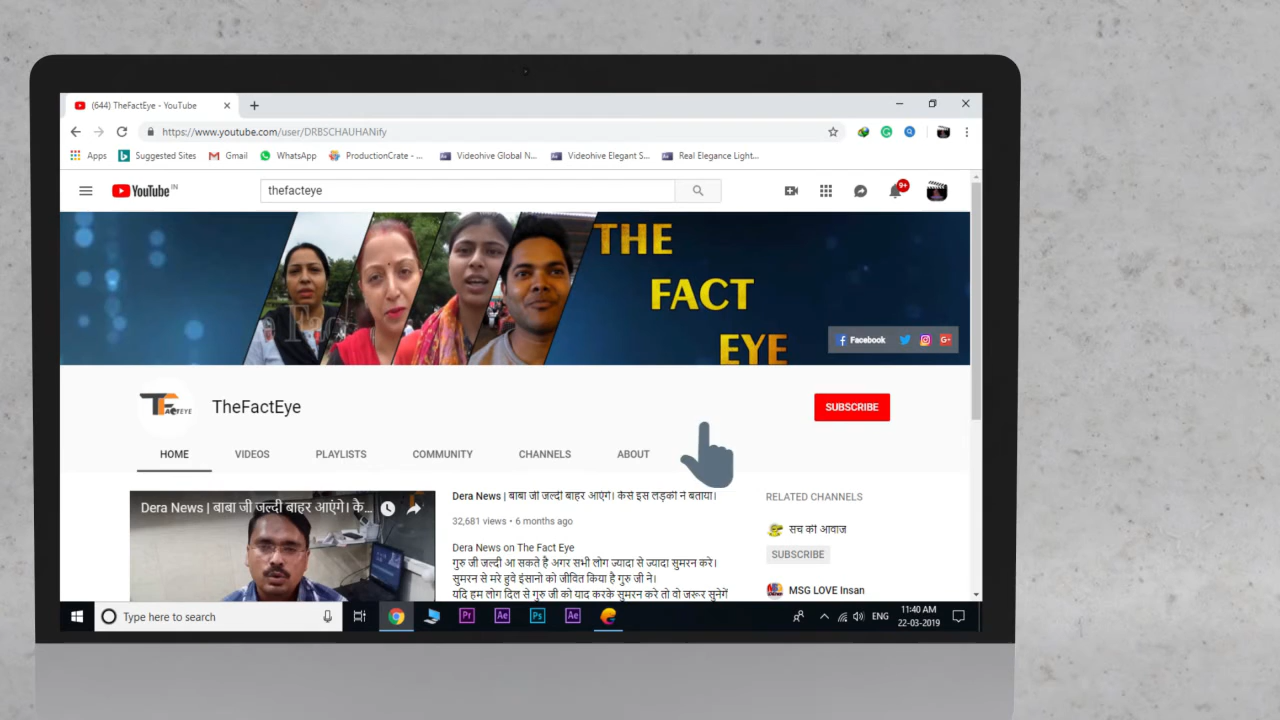 (644) TheFactEye - YouTube
https://www.youtube.com/user/DRBSCHAUHANify
Apps Suggested Sites Gmail WhatsApp ProductionCrate - ... Videohive Global N... Videohive Elegant S... Real Elegance Light...
YouTube IN thefacteye 9+
THE
FACT
EYE
Facebook
TheFactEye
SUBSCRIBE
HOME VIDEOS PLAYLISTS COMMUNITY CHANNELS ABOUT
Dera News | बाबा जी जल्दी बाहर आएंगे। के...
Dera News | बाबा जी जल्दी बाहर आएंगे। कैसे इस लड़की ने बताया।
32,681 views • 6 months ago
Dera News on The Fact Eye
गुरु जी जल्दी आ सकते है अगर सभी लोग ज्यादा से ज्यादा सुमरन करे।
सुमरन से मरे हुवे इंसानो को जीवित किया है गुरु जी ने।
यदि हम लोग दिल से गुरु जी को याद करके सुमरन करे तो वो जरूर सुनेगें
RELATED CHANNELS
सच की आवाज
SUBSCRIBE
MSG LOVE Insan
Type here to search
Pr Ae Ps Ae
ENG
11:40 AM
22-03-2019